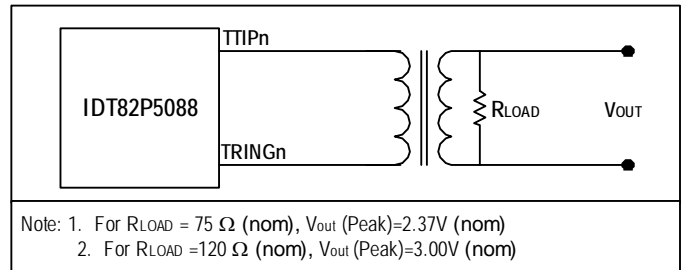 TTIPn
IDT82P5088
RLOAD
VOUT
TRINGn
Note: 1. For RLOAD = 75 Ω (nom), Vout (Peak)=2.37V (nom)
2. For RLOAD =120 Ω (nom), Vout (Peak)=3.00V (nom)